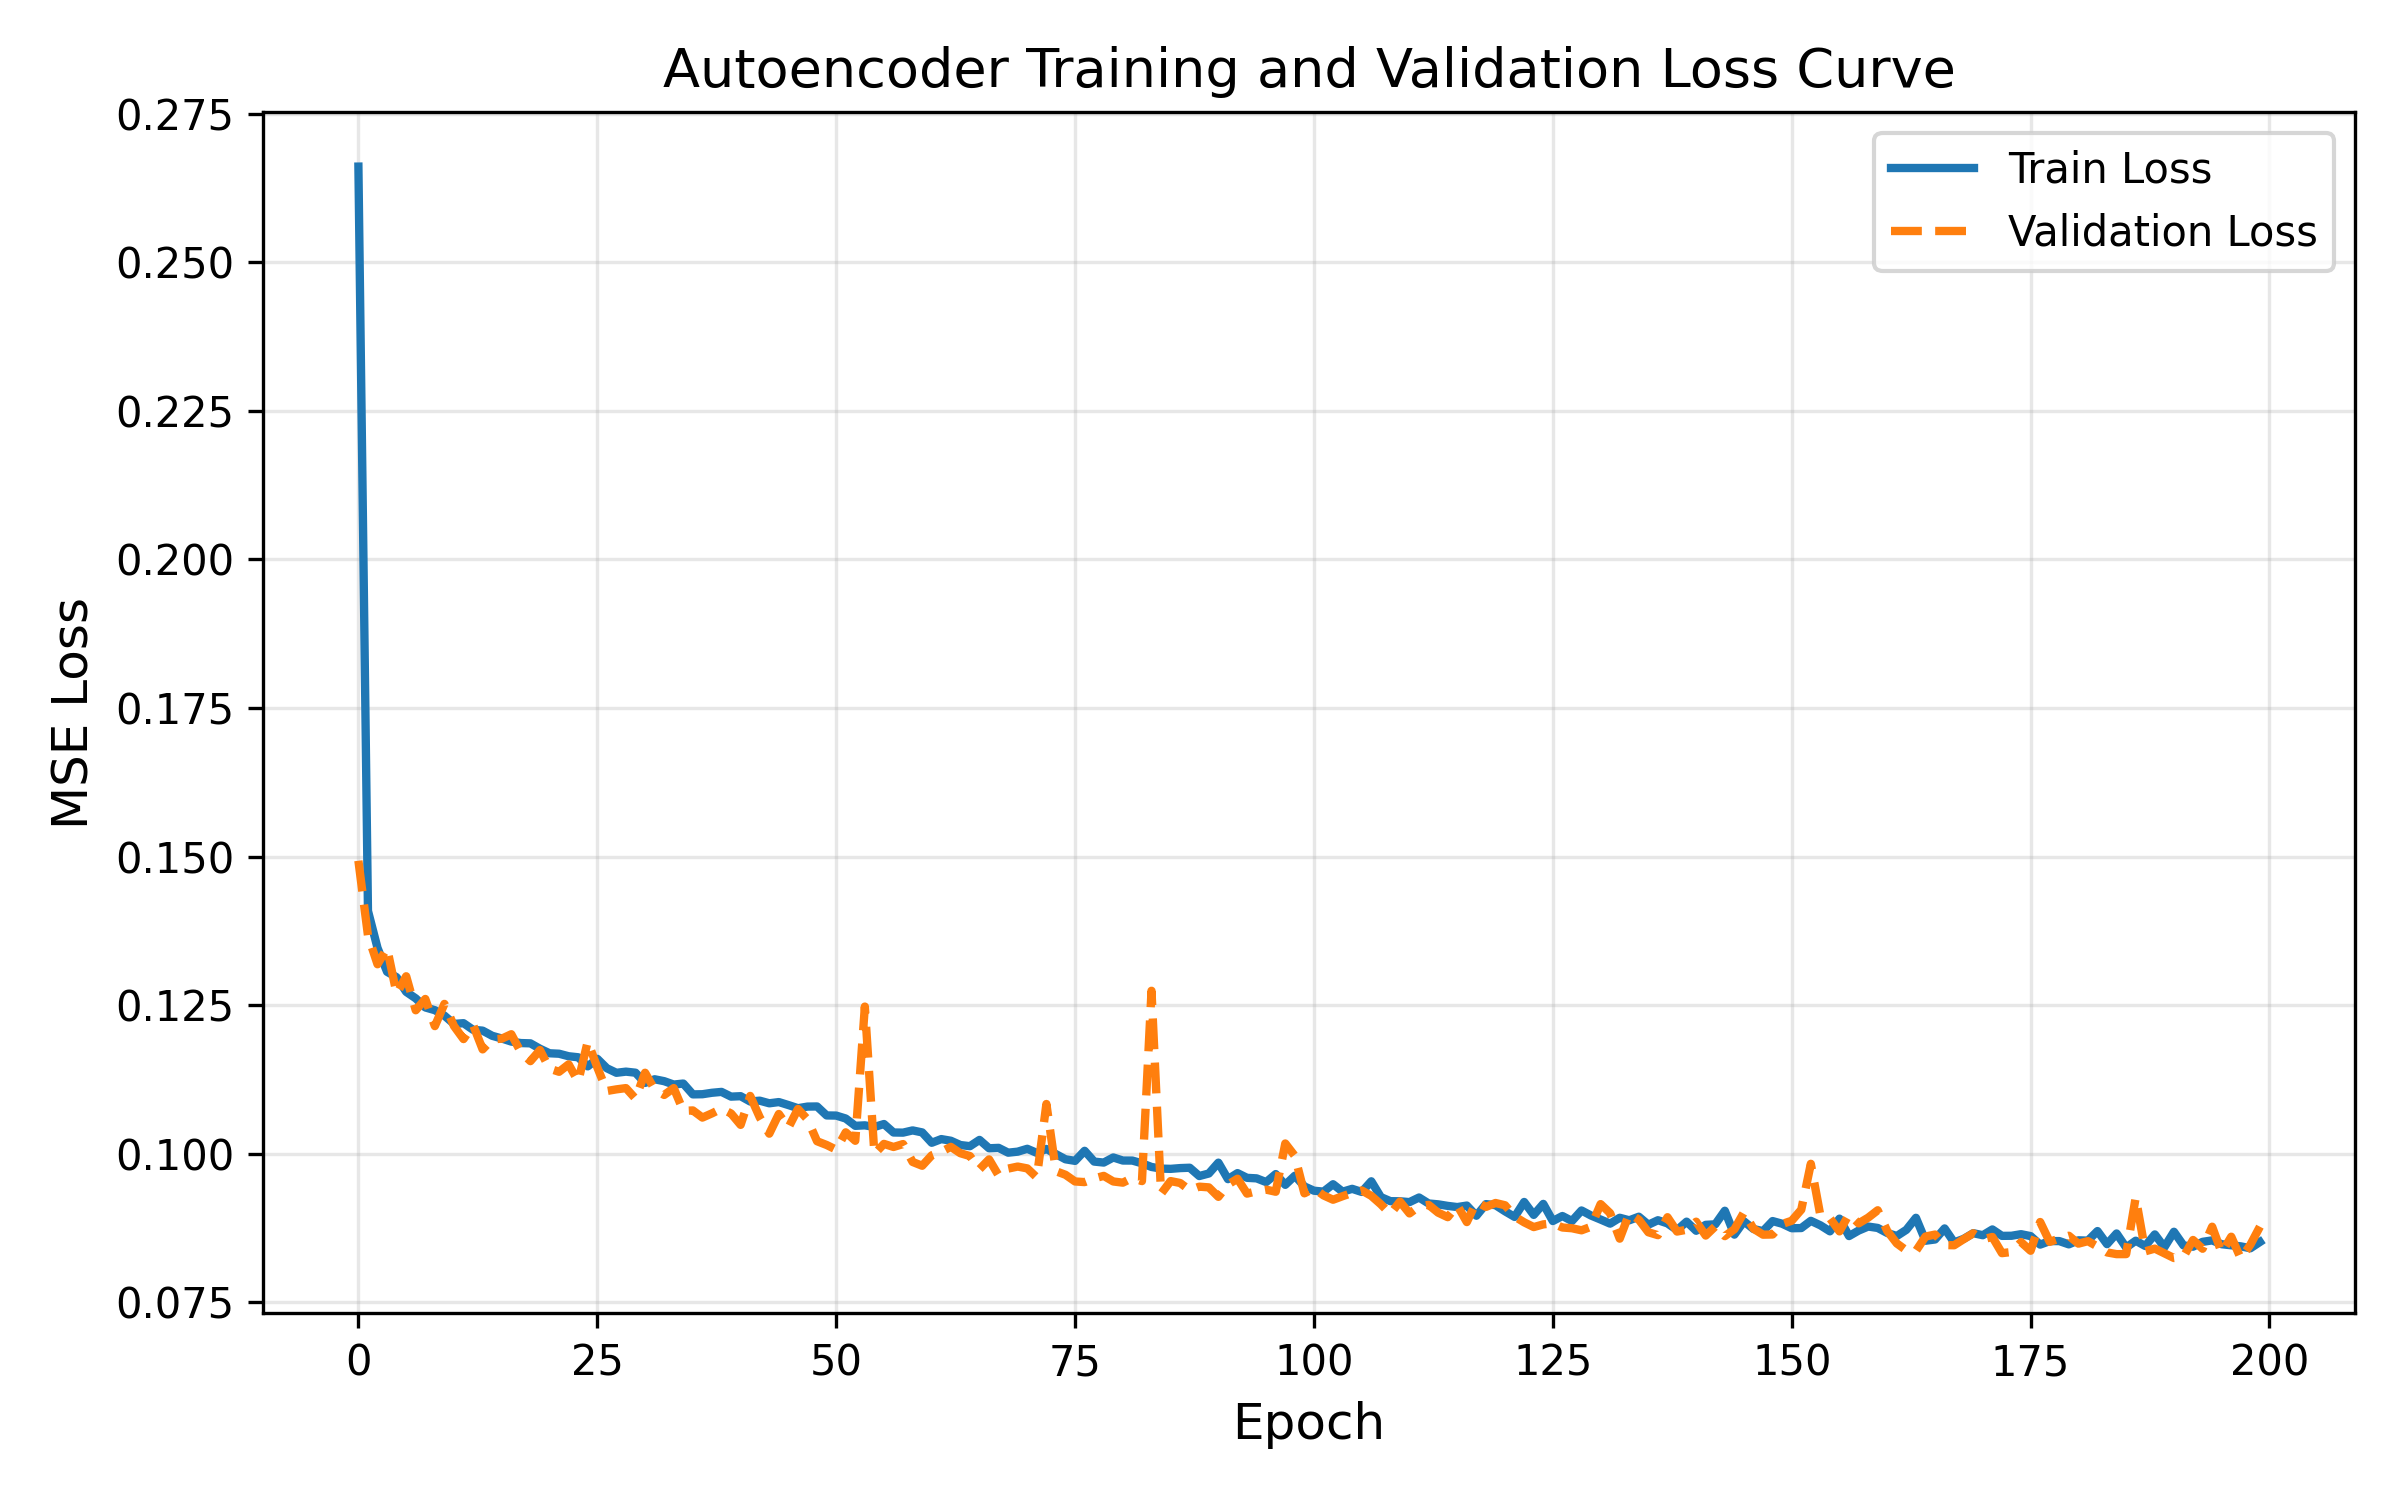 Autoencoder Training and Validation Loss Curve
Train Loss
Validation Loss
MSE Loss
0.275
0.250
0.225
0.200
0.175
0.150
0.125
0.100
0.075
0 25 50 75 100 125 150 175 200
Epoch